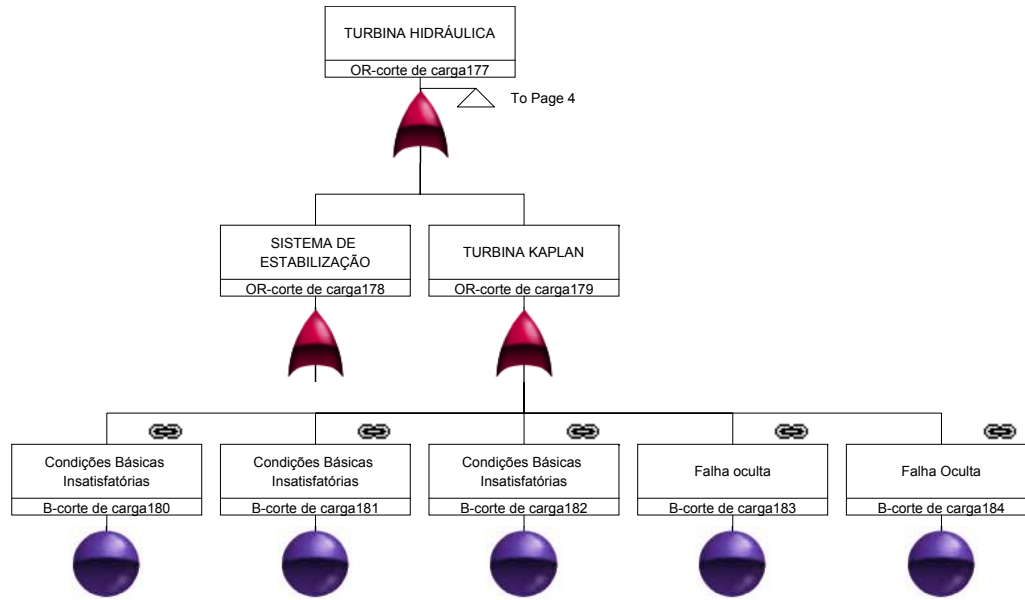 TURBINA HIDRÁULICA
OR-corte de carga177
To Page 4
SISTEMA DE
ESTABILIZAÇÃO
OR-corte de carga178
TURBINA KAPLAN
OR-corte de carga179
Condições Básicas
Insatisfatórias
B-corte de carga180
Condições Básicas
Insatisfatórias
B-corte de carga181
Condições Básicas
Insatisfatórias
B-corte de carga182
Falha oculta
B-corte de carga183
Falha Oculta
B-corte de carga184